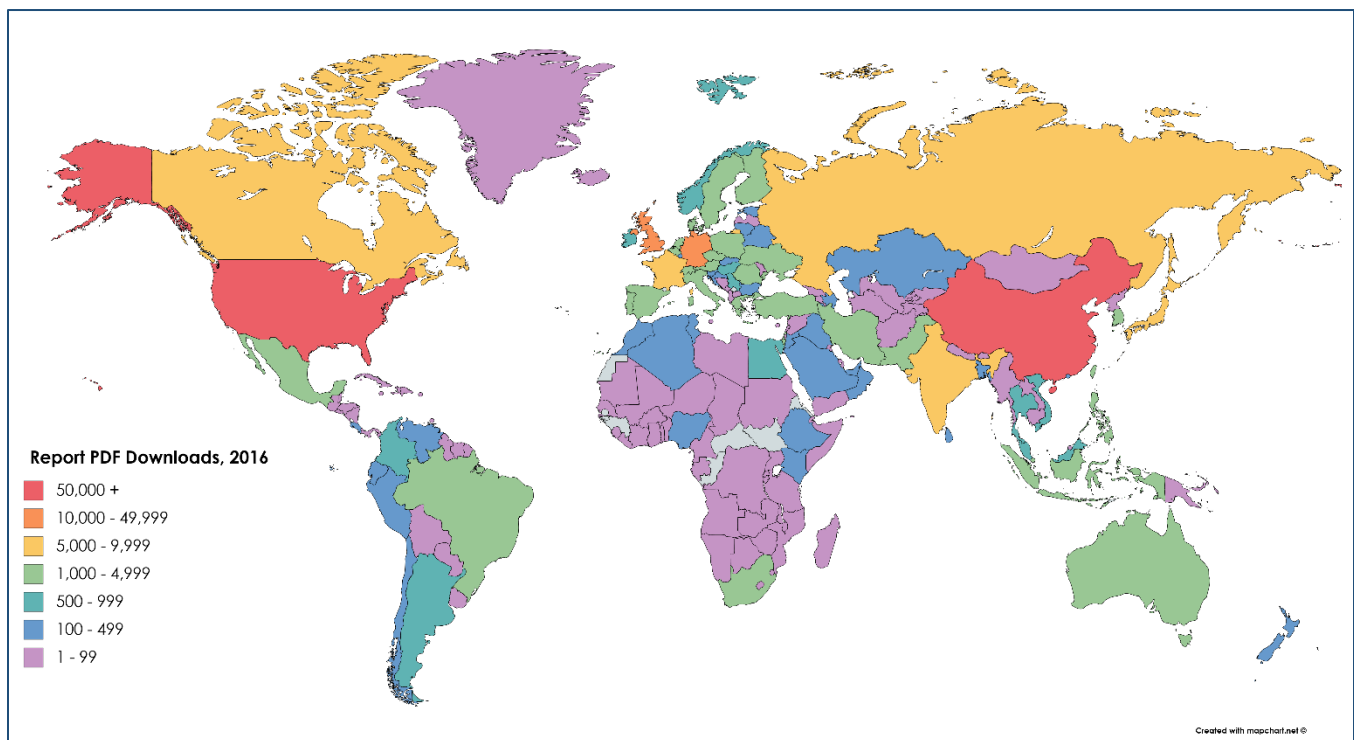 Report PDF Downloads, 2016
50,000 +
10,000 - 49,999
5,000 - 9,999
1,000 - 4,999
500 - 999
100 - 499
1 - 99
Created with mapchart.net ©